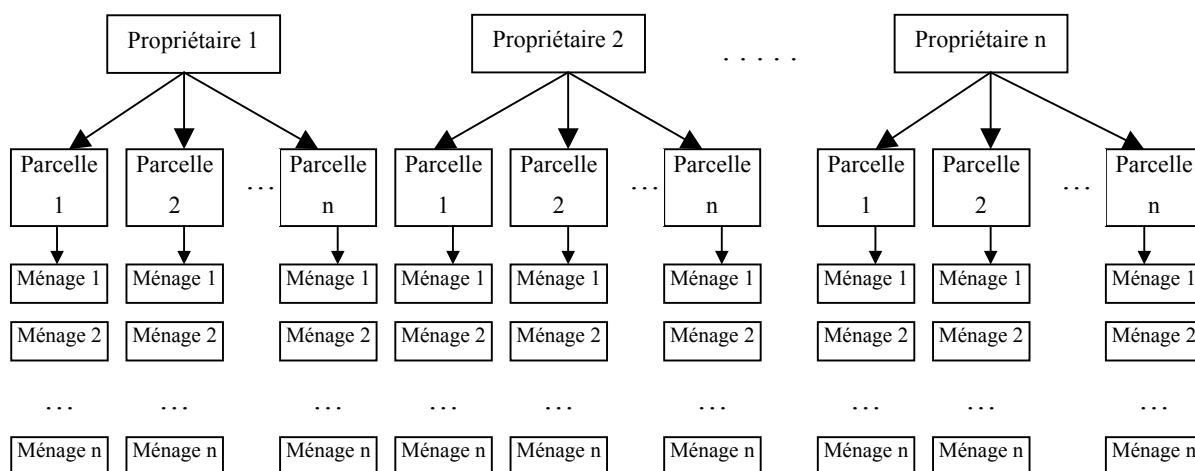 Propriétaire 1 Propriétaire 2 ..... Propriétaire n
Parcelle 1 Parcelle 2 ... Parcelle n Parcelle 1 Parcelle 2 ... Parcelle n Parcelle 1 Parcelle 2 ... Parcelle n
Ménage 1 Ménage 1 Ménage 1 Ménage 1 Ménage 1 Ménage 1 Ménage 1 Ménage 1 Ménage 1
Ménage 2 Ménage 2 Ménage 2 Ménage 2 Ménage 2 Ménage 2 Ménage 2 Ménage 2 Ménage 2
... ... ... ... ... ... ... ... ...
Ménage n Ménage n Ménage n Ménage n Ménage n Ménage n Ménage n Ménage n Ménage n